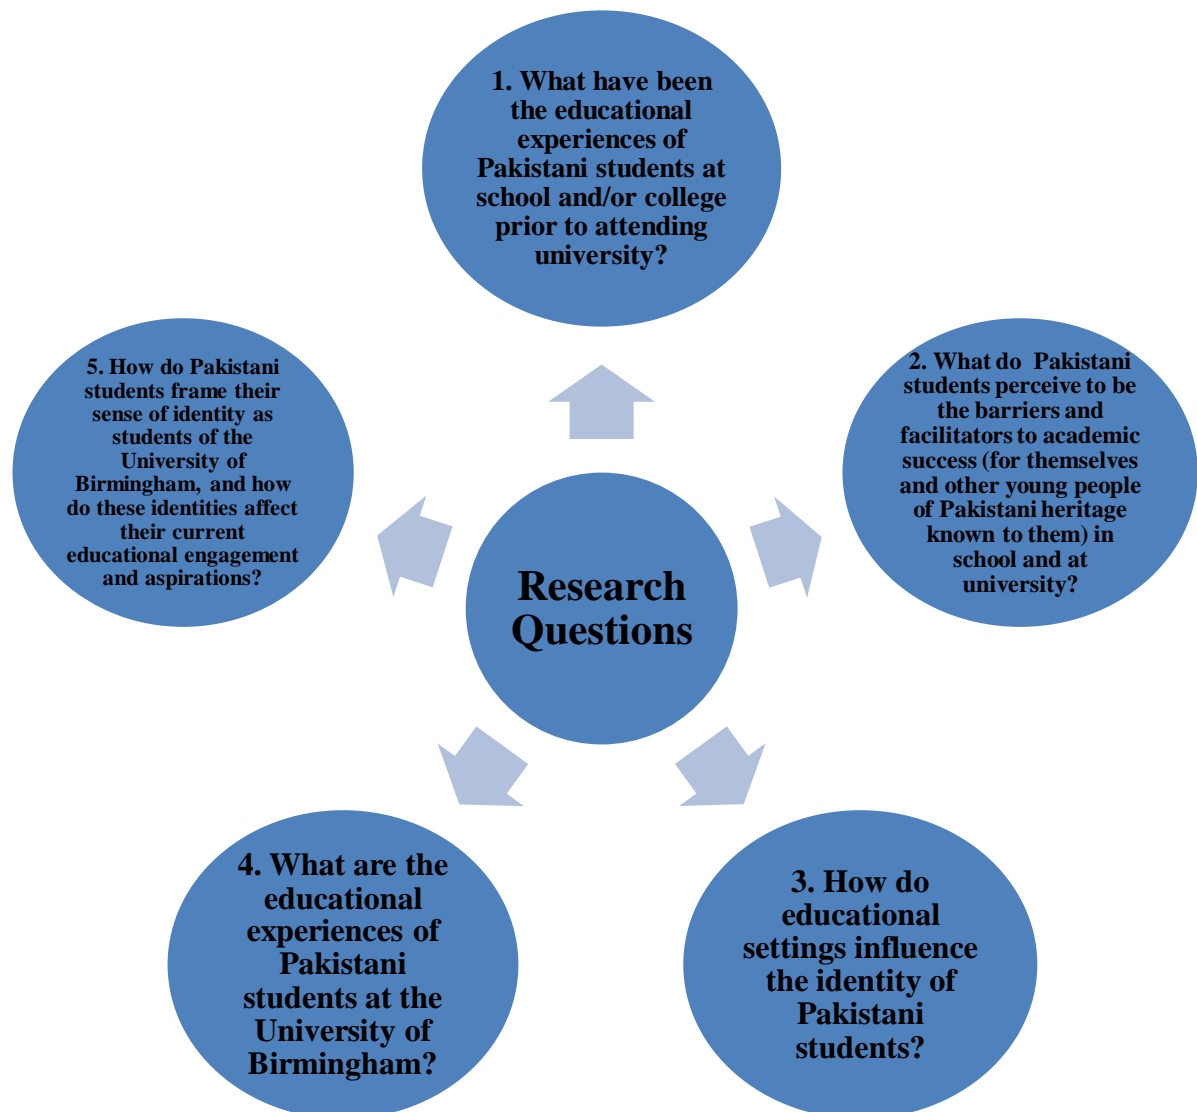 Research
Questions
1. What have been
the educational
experiences of
Pakistani students at
school and/or college
prior to attending
university?
2. What do  Pakistani
students perceive to be
the barriers and
facilitators to academic
success (for themselves
and other young people
of Pakistani heritage
known to them) in
school and at
university?
3. How do
educational
settings influence
the identity of
Pakistani
students?
4. What are the
educational
experiences of
Pakistani
students at the
University of
Birmingham?
5. How do Pakistani
students frame their
sense of identity as
students of the
University of
Birmingham, and how
do these identities affect
their current
educational engagement
and aspirations?